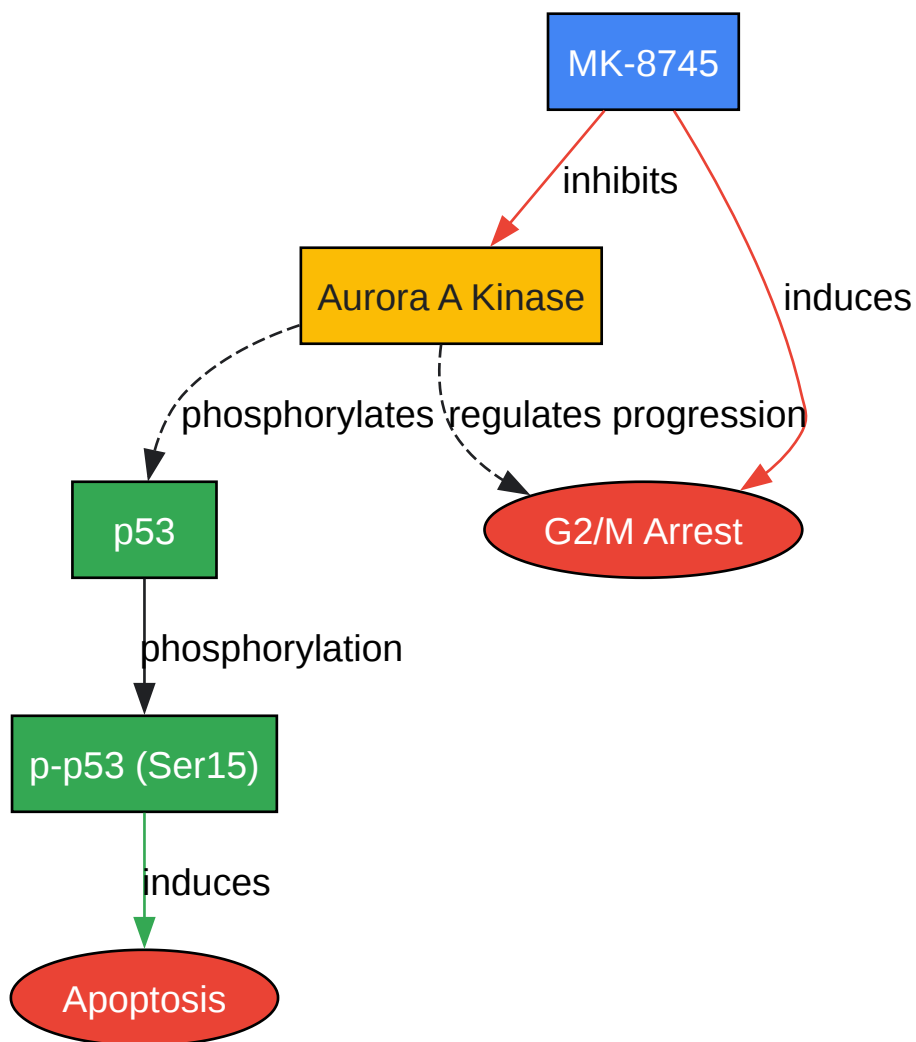 MK-8745
inhibits
Aurora A Kinase
induces
phosphorylates
regulates progression
p53
G2/M Arrest
phosphorylation
p-p53 (Ser15)
induces
Apoptosis